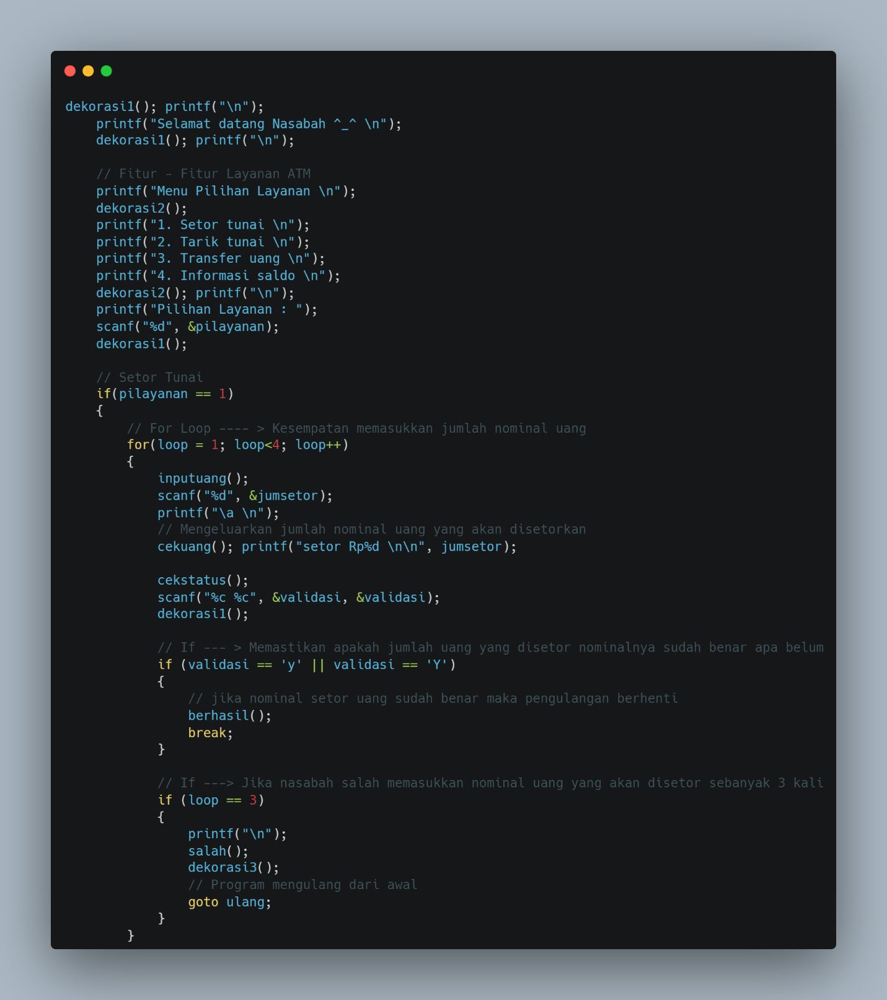 dekorasi1(); printf("\n");
    printf("Selamat datang Nasabah ^_^ \n");
    dekorasi1(); printf("\n");

    // Fitur - Fitur Layanan ATM
    printf("Menu Pilihan Layanan \n");
    dekorasi2();
    printf("1. Setor tunai \n");
    printf("2. Tarik tunai \n");
    printf("3. Transfer uang \n");
    printf("4. Informasi saldo \n");
    dekorasi2(); printf("\n");
    printf("Pilihan Layanan : ");
    scanf("%d", &pilayanan);
    dekorasi1();

    // Setor Tunai
    if(pilayanan == 1)
    {
        // For Loop ---- > Kesempatan memasukkan jumlah nominal uang
        for(loop = 1; loop<4; loop++)
        {
            inputuang();
            scanf("%d", &jumsetor);
            printf("\a \n");
            // Mengeluarkan jumlah nominal uang yang akan disetorkan
            cekuang(); printf("setor Rp%d \n\n", jumsetor);

            cekstatus();
            scanf("%c %c", &validasi, &validasi);
            dekorasi1();

            // If --- > Memastikan apakah jumlah uang yang disetor nominalnya sudah benar apa belum
            if (validasi == 'y' || validasi == 'Y')
            {
                // jika nominal setor uang sudah benar maka pengulangan berhenti
                berhasil();
                break;
            }

            // If ---> Jika nasabah salah memasukkan nominal uang yang akan disetor sebanyak 3 kali
            if (loop == 3)
            {
                printf("\n");
                salah();
                dekorasi3();
                // Program mengulang dari awal
                goto ulang;
            }
        }